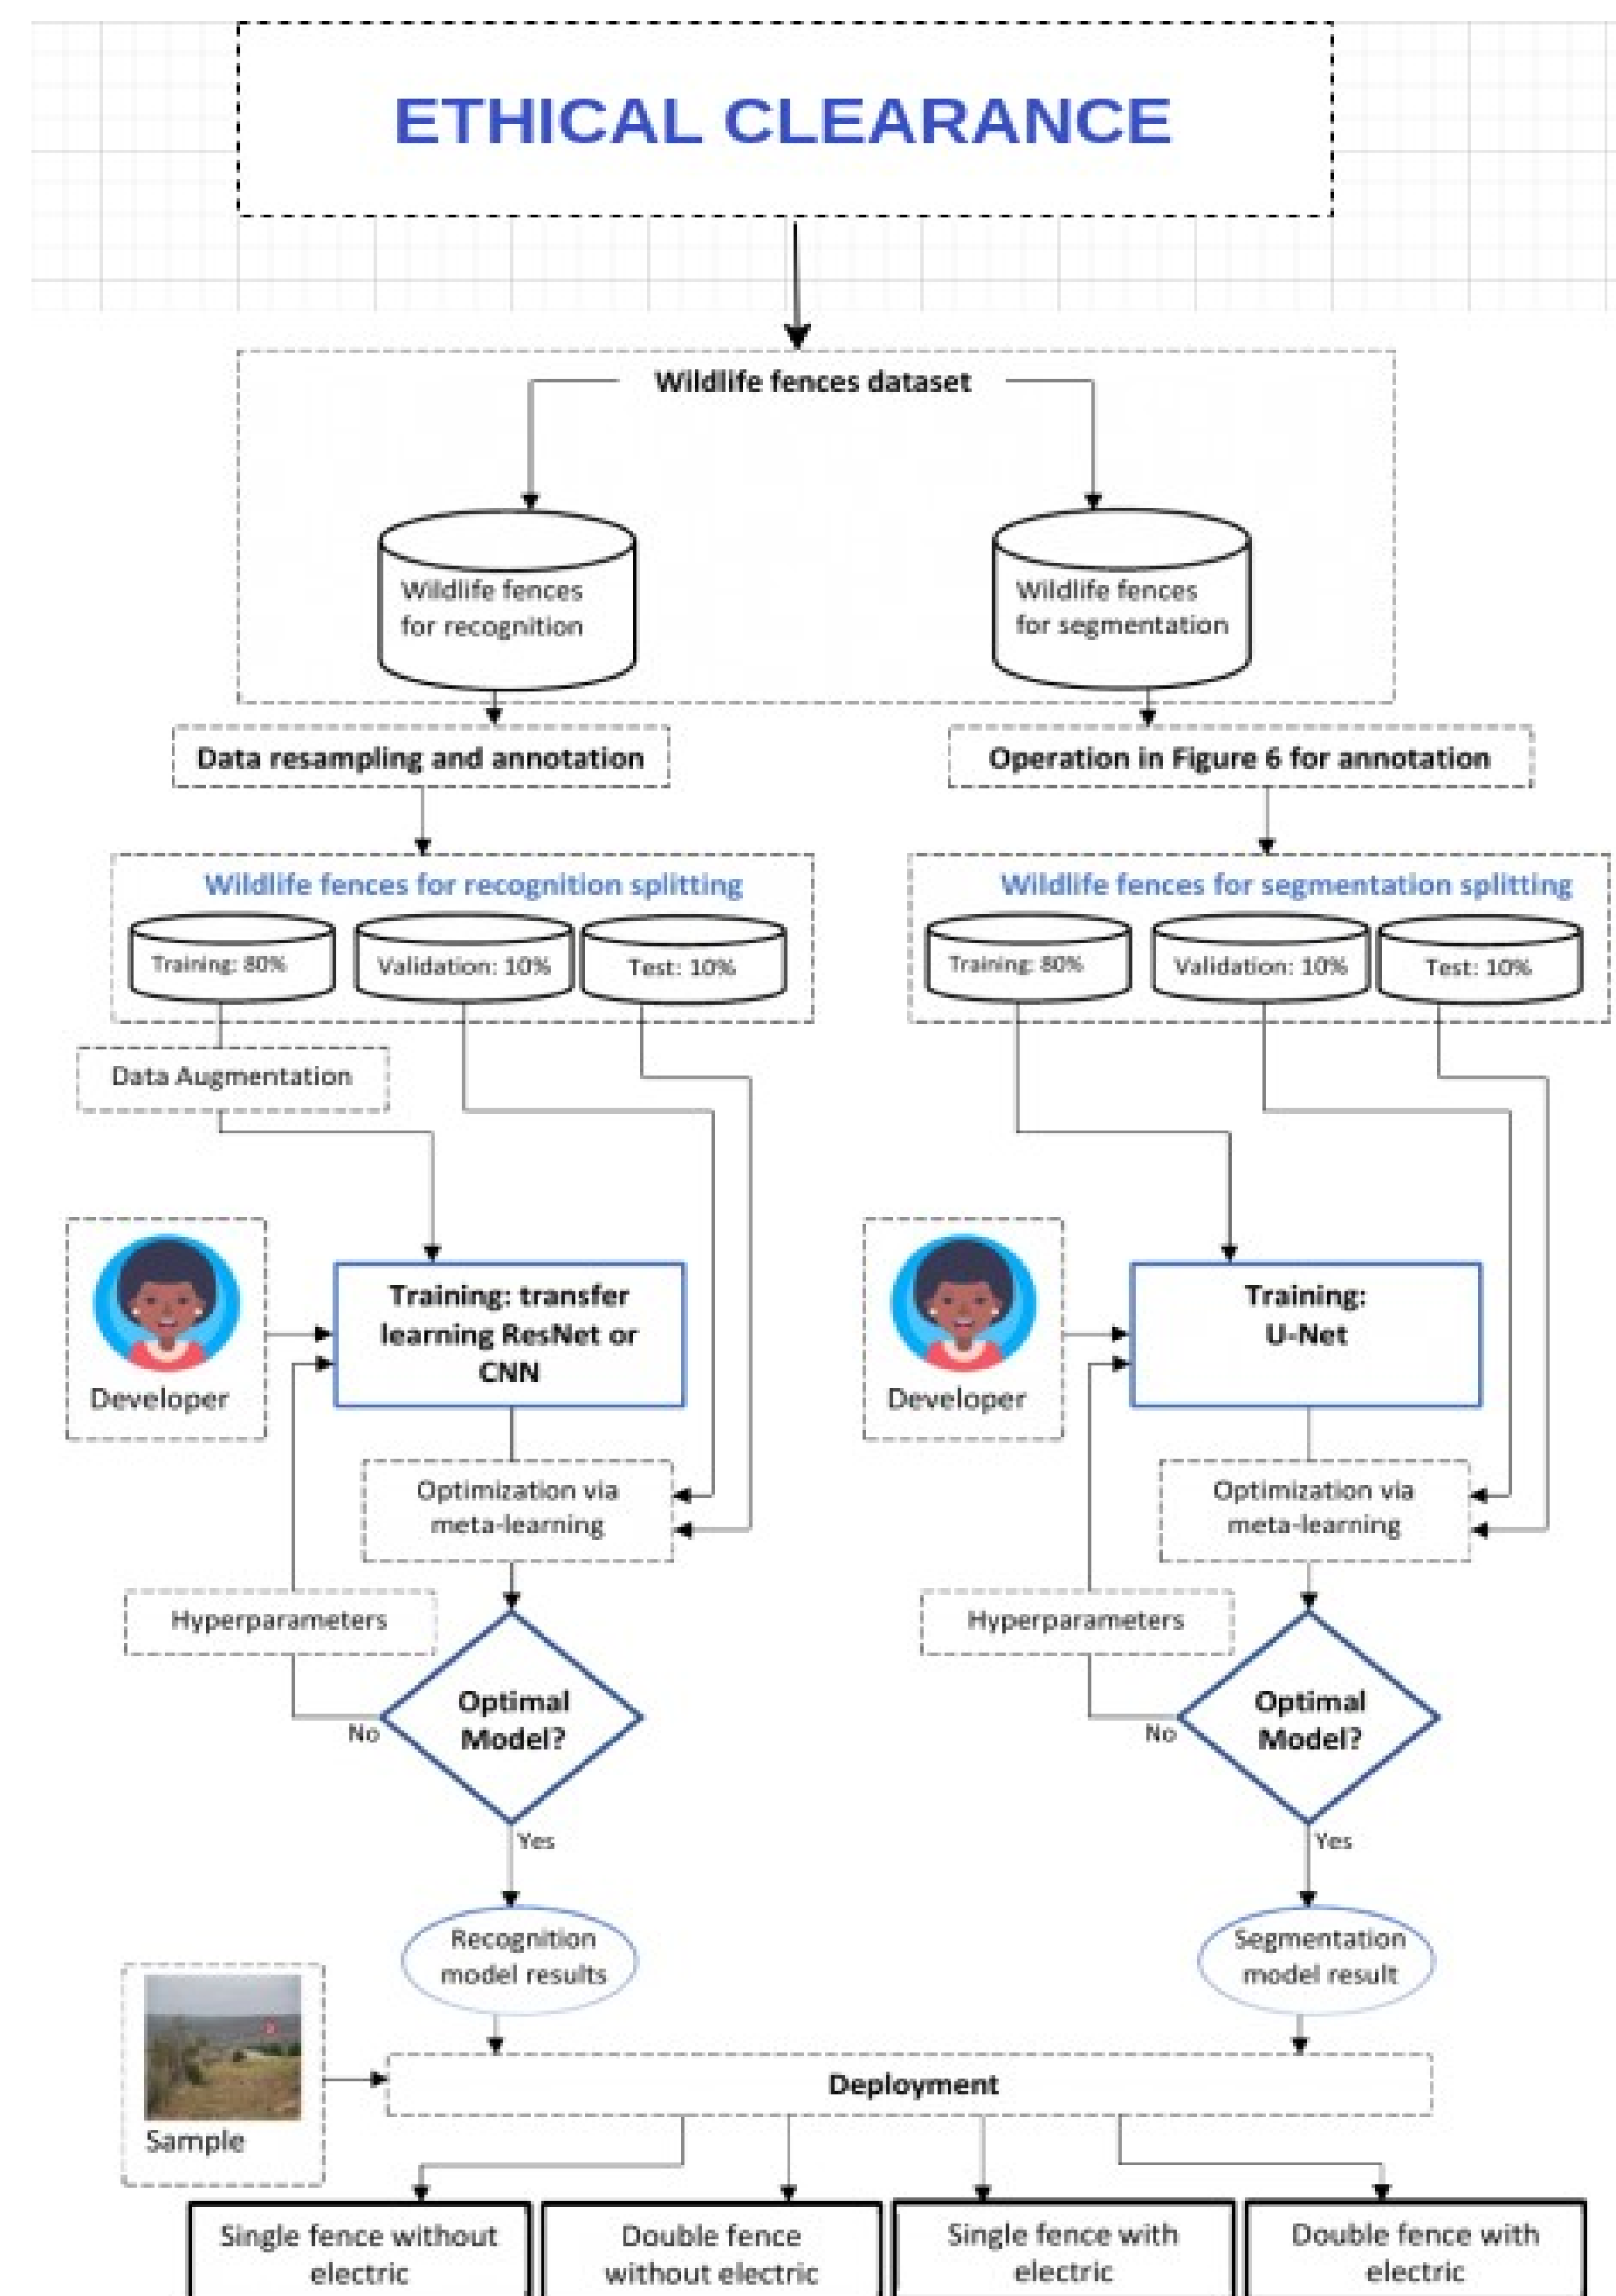 ETHICAL CLEARANCE
Wildlife fences dataset
Wildlife fences
for recognition
Wildlife fences
for segmentation
Data resampling and annotation
Operation in Figure 6 for annotation
Wildlife fences for recognition splitting
Training: 80%
Validation: 10%
Test: 10%
Wildlife fences for segmentation splitting
Training: 80%
Validation: 10%
Test: 10%
Data Augmentation
Developer
Training: transfer
learning ResNet or
CNN
Developer
Training:
U-Net
Optimization via
meta-learning
Optimization via
meta-learning
Hyperparameters
Hyperparameters
Optimal
Model?
No
Yes
Optimal
Model?
No
Yes
Recognition
model results
Segmentation
model result
Sample
Deployment
Single fence without
electric
Double fence
without electric
Single fence with
electric
Double fence with
electric